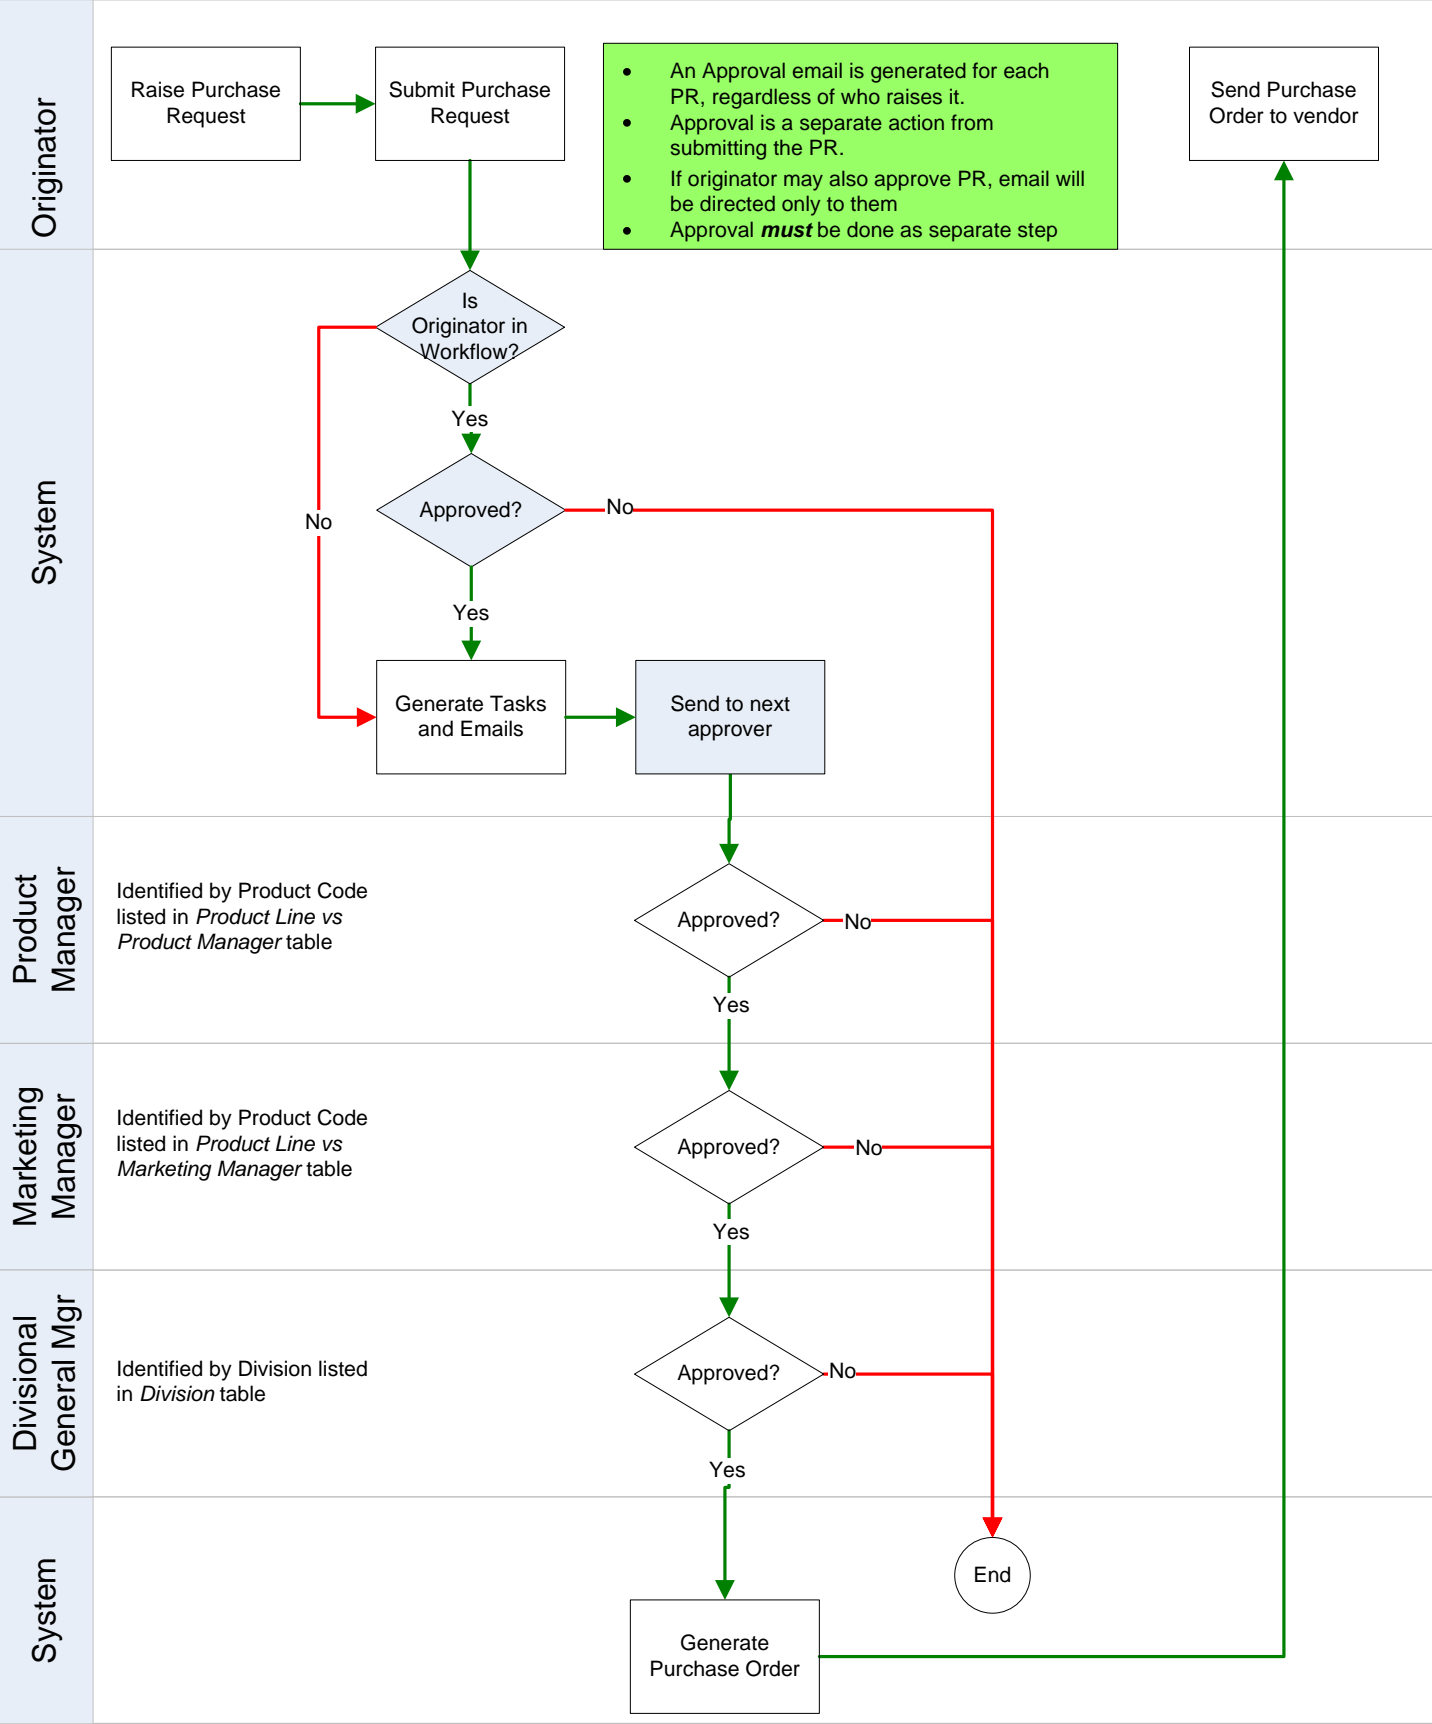 Originator
Raise Purchase
Request
Submit Purchase
Request
• An Approval email is generated for each
PR, regardless of who raises it.
• Approval is a separate action from
submitting the PR.
• If originator may also approve PR, email will
be directed only to them
• Approval must be done as separate step
Send Purchase
Order to vendor
System
Is
Originator in
Workflow?
Yes
No
Approved?
No
Yes
Generate Tasks
and Emails
Send to next
approver
Product
Manager
Identified by Product Code
listed in Product Line vs
Product Manager table
Approved?
No
Yes
Marketing
Manager
Identified by Product Code
listed in Product Line vs
Marketing Manager table
Approved?
No
Yes
Divisional
General Mgr
Identified by Division listed
in Division table
Approved?
No
Yes
System
End
Generate
Purchase Order